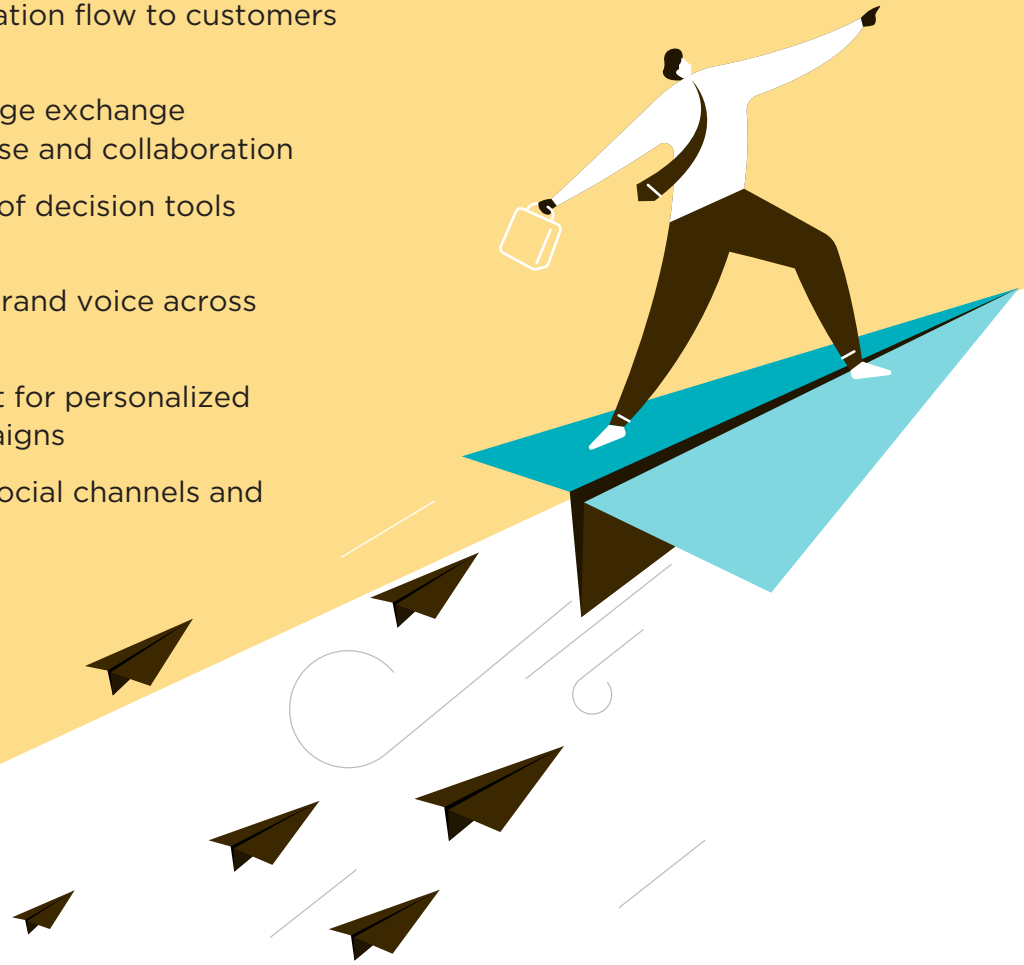 ation flow to customers
ge exchange
se and collaboration
of decision tools
rand voice across
t for personalized
aigns
ocial channels and